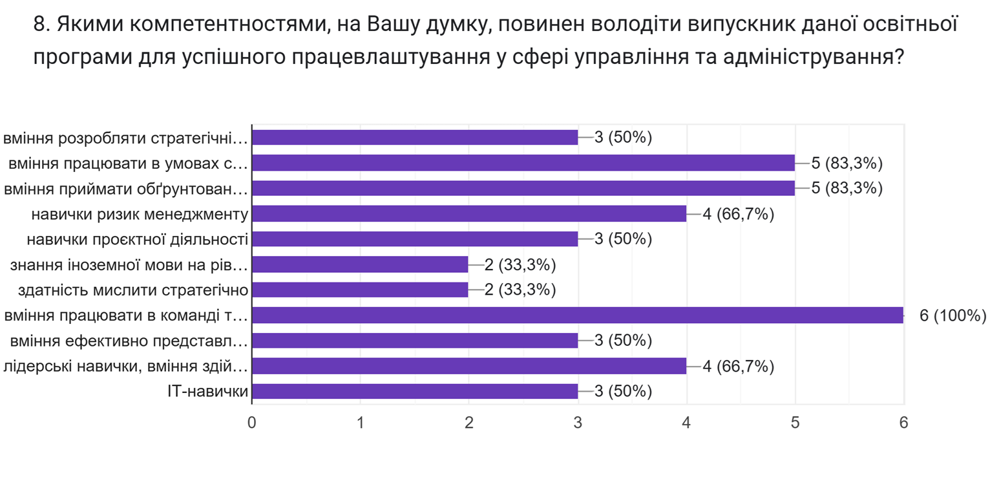 8. Якими компетентностями, на Вашу думку, повинен володіти випускник даної освітньої
програми для успішного працевлаштування у сфері управління та адміністрування?
вміння розробляти стратегічні… 3 (50%)
вміння працювати в умовах с… 5 (83,3%)
вміння приймати обґрунтован… 5 (83,3%)
навички ризик менеджменту 4 (66,7%)
навички проєктної діяльності 3 (50%)
знання іноземної мови на рів… 2 (33,3%)
здатність мислити стратегічно 2 (33,3%)
вміння працювати в команді т… 6 (100%)
вміння ефективно представл… 3 (50%)
лідерські навички, вміння здій… 4 (66,7%)
ІТ-навички 3 (50%)
0 1 2 3 4 5 6